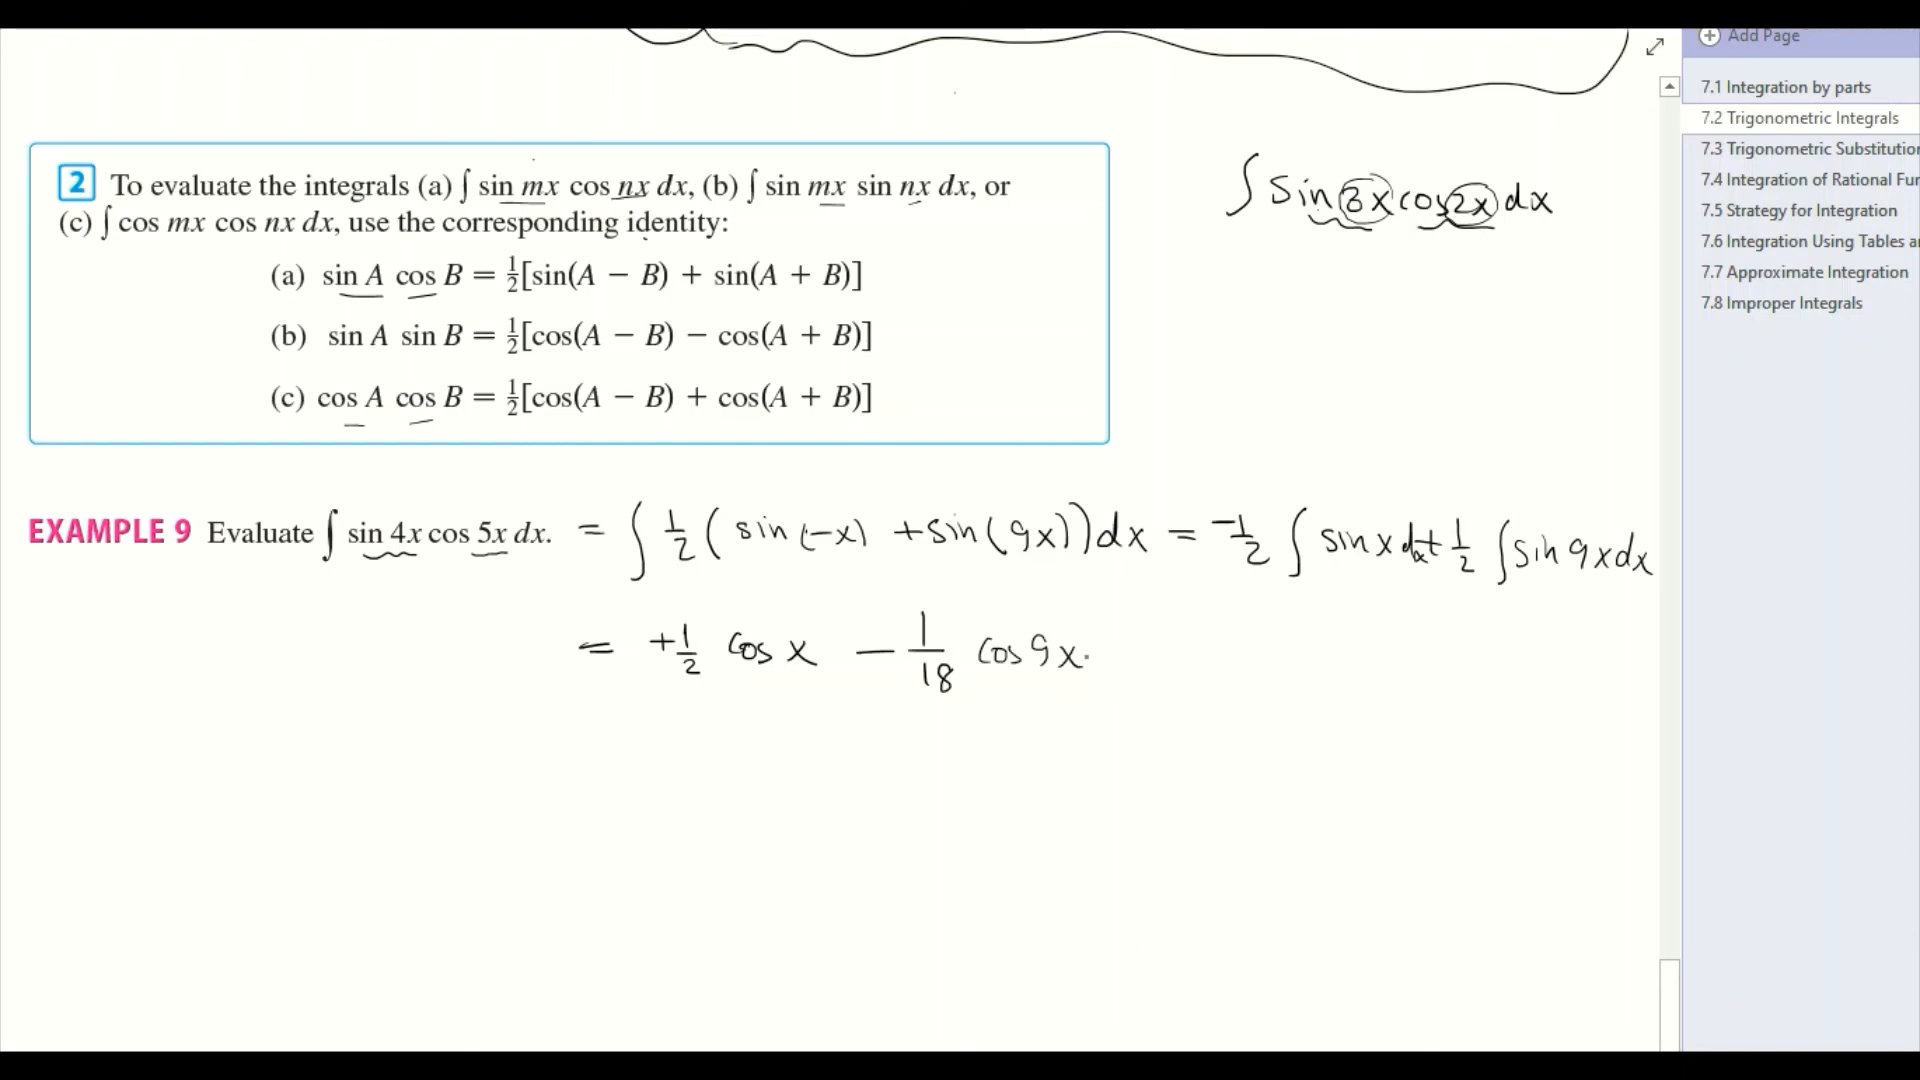 Add Page
7.1 Integration by parts
7.2 Trigonometric Integrals
7.3 Trigonometric Substitution
7.4 Integration of Rational Fun
7.5 Strategy for Integration
7.6 Integration Using Tables an
7.7 Approximate Integration
7.8 Improper Integrals
2 To evaluate the integrals (a) ∫ sin mx cos nx dx, (b) ∫ sin mx sin nx dx, or
(c) ∫ cos mx cos nx dx, use the corresponding identity:
(a) sin A cos B = ½[sin(A − B) + sin(A + B)]
(b) sin A sin B = ½[cos(A − B) − cos(A + B)]
(c) cos A cos B = ½[cos(A − B) + cos(A + B)]
∫ sin 3x cos 2x dx
EXAMPLE 9 Evaluate ∫ sin 4x cos 5x dx. = ∫ ½ ( sin (−x) + sin (9x) ) dx = −½ ∫ sin x dx + ½ ∫ sin 9x dx
= +½ cos x − 1/18 cos 9x.